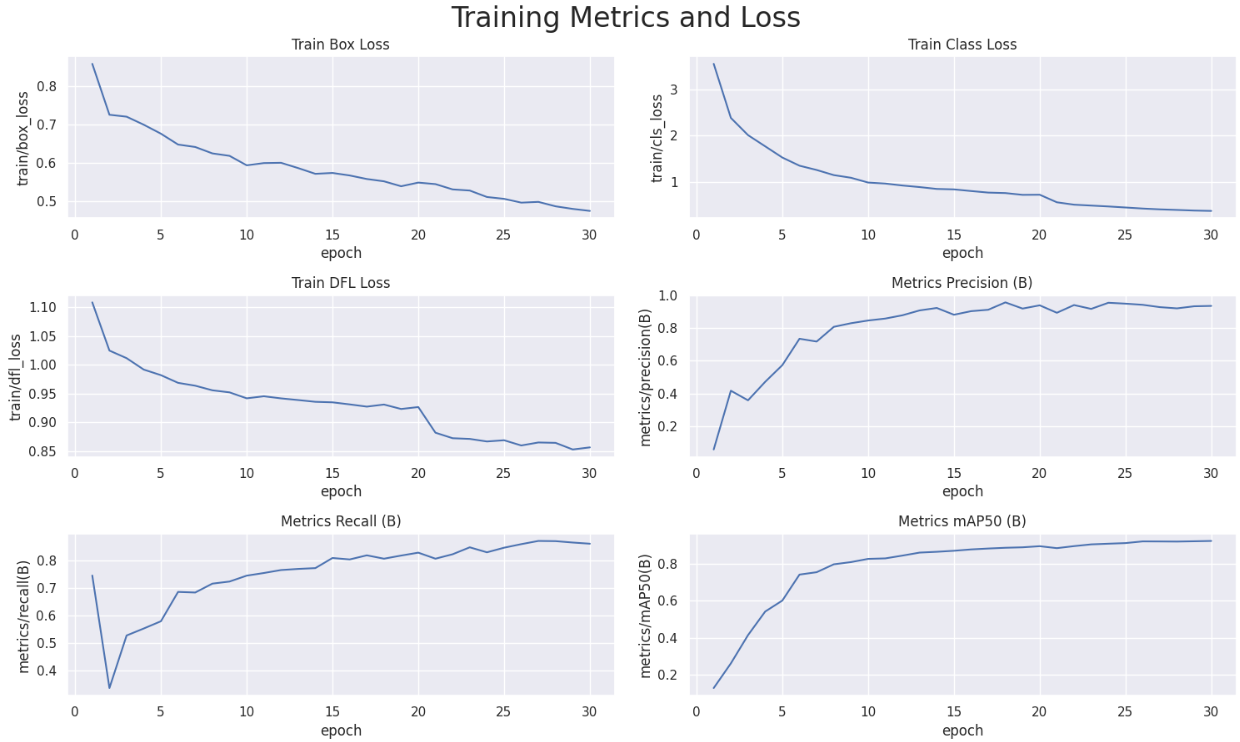 Training Metrics and Loss
Train Box Loss
train/box_loss
0.8
0.7
0.6
0.5
0 5 10 15 20 25 30
epoch
Train Class Loss
train/cls_loss
3
2
1
0 5 10 15 20 25 30
epoch
Train DFL Loss
train/dfl_loss
1.10
1.05
1.00
0.95
0.90
0.85
0 5 10 15 20 25 30
epoch
Metrics Precision (B)
metrics/precision(B)
1.0
0.8
0.6
0.4
0.2
0 5 10 15 20 25 30
epoch
Metrics Recall (B)
metrics/recall(B)
0.8
0.7
0.6
0.5
0.4
0 5 10 15 20 25 30
epoch
Metrics mAP50 (B)
metrics/mAP50(B)
0.8
0.6
0.4
0.2
0 5 10 15 20 25 30
epoch